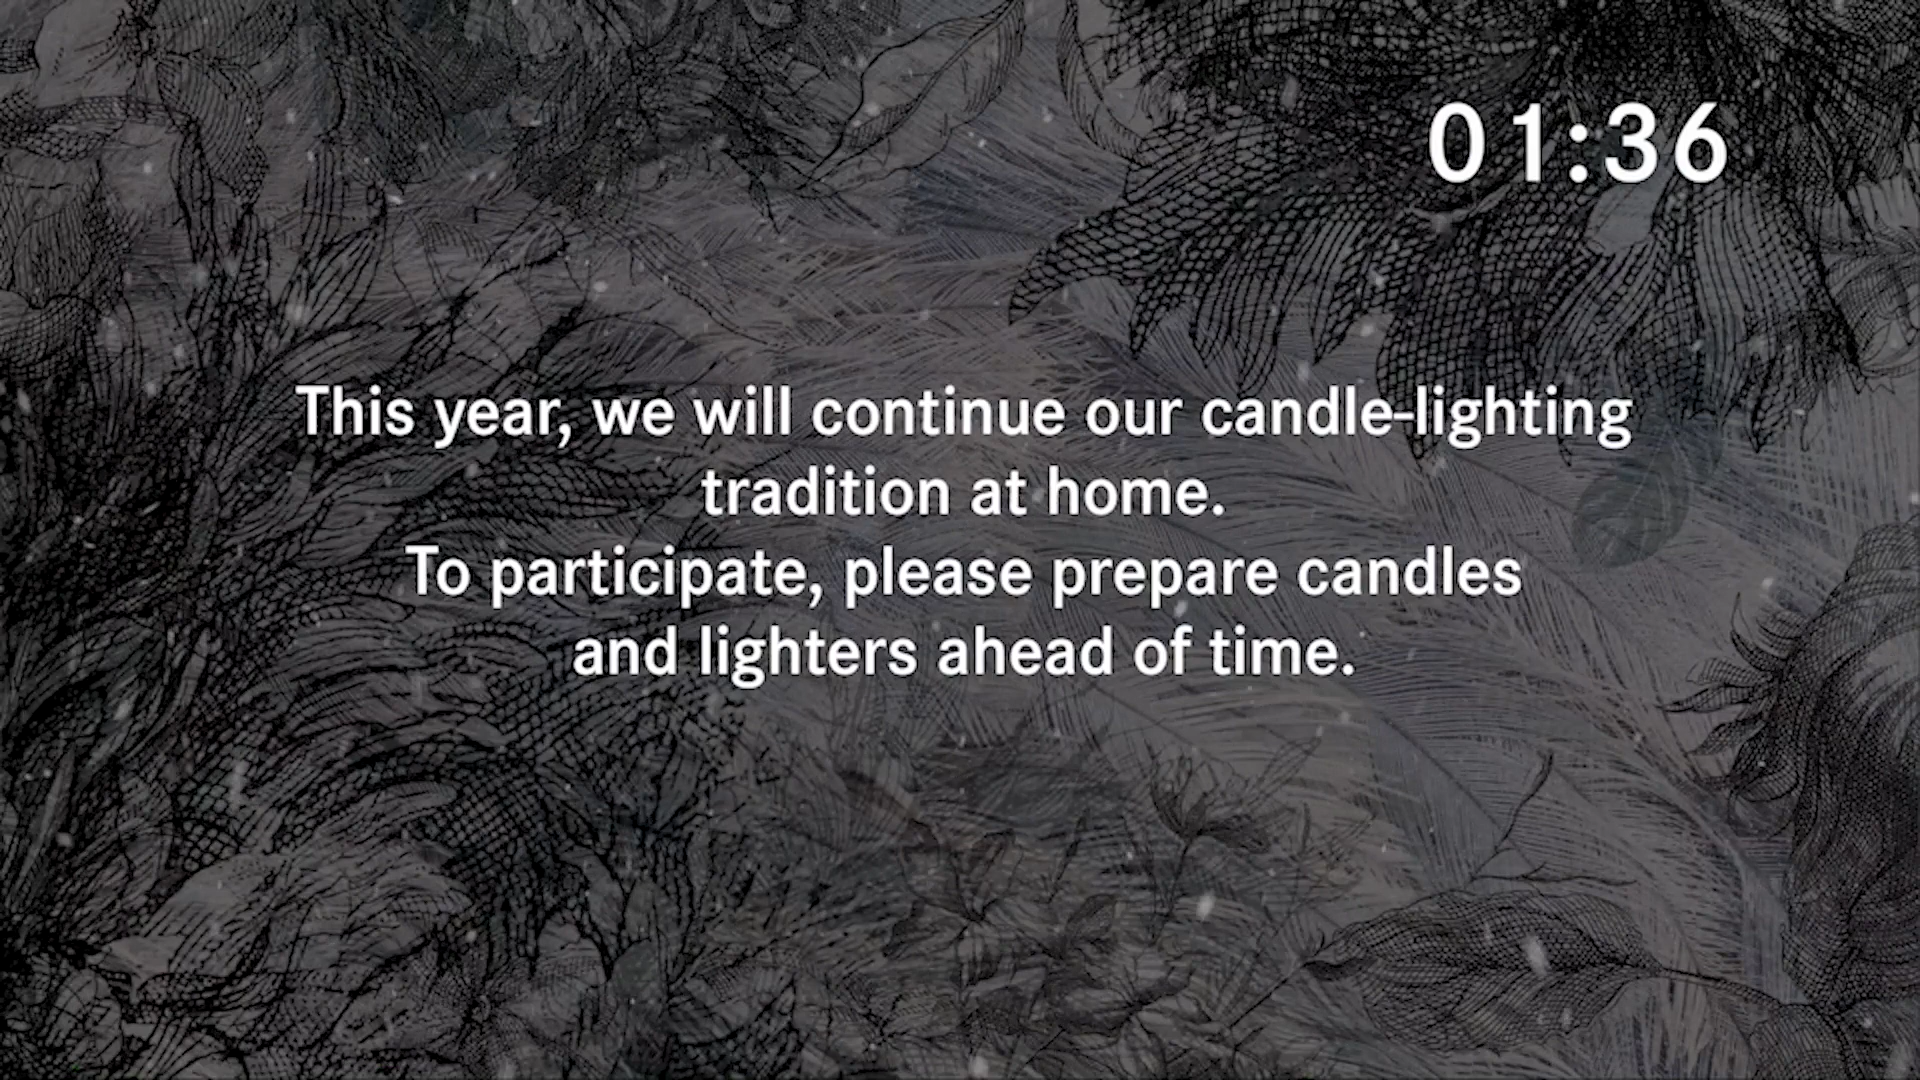 01:36
This year, we will continue our candle-lighting
tradition at home.
To participate, please prepare candles
and lighters ahead of time.